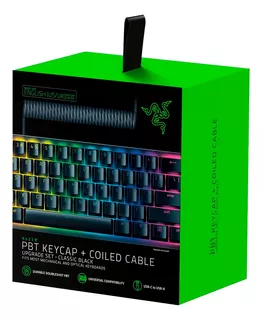 RAZER
PBT KEYCAP + COILED CABLE
UPGRADE SET - CLASSIC BLACK
FITS MOST MECHANICAL AND OPTICAL KEYBOARDS
DURABLE DOUBLESHOT PBT
UNIVERSAL COMPATIBILITY
USB-C to USB-A